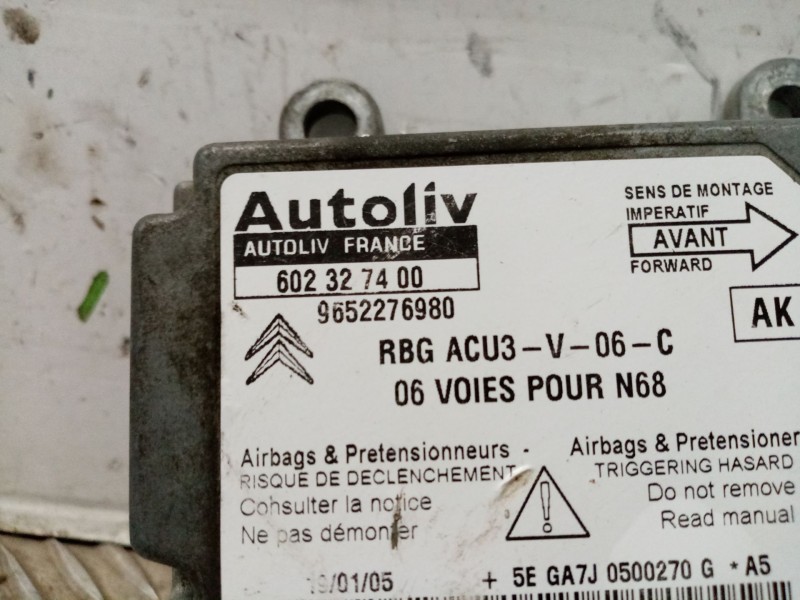 Autoliv
AUTOLIV FRANCE
602 32 74 00
9652276980
SENS DE MONTAGE
IMPERATIF
AVANT
FORWARD
AK
RBG ACU3-V-06-C
06 VOIES POUR N68
Airbags & Pretensionneurs -
RISQUE DE DECLENCHEMENT
Consulter la notice
Ne pas démonter
Airbags & Pretensioner
TRIGGERING HASARD
Do not remove
Read manual
/01/05
+ 5E GA7J 0500270 G *A5